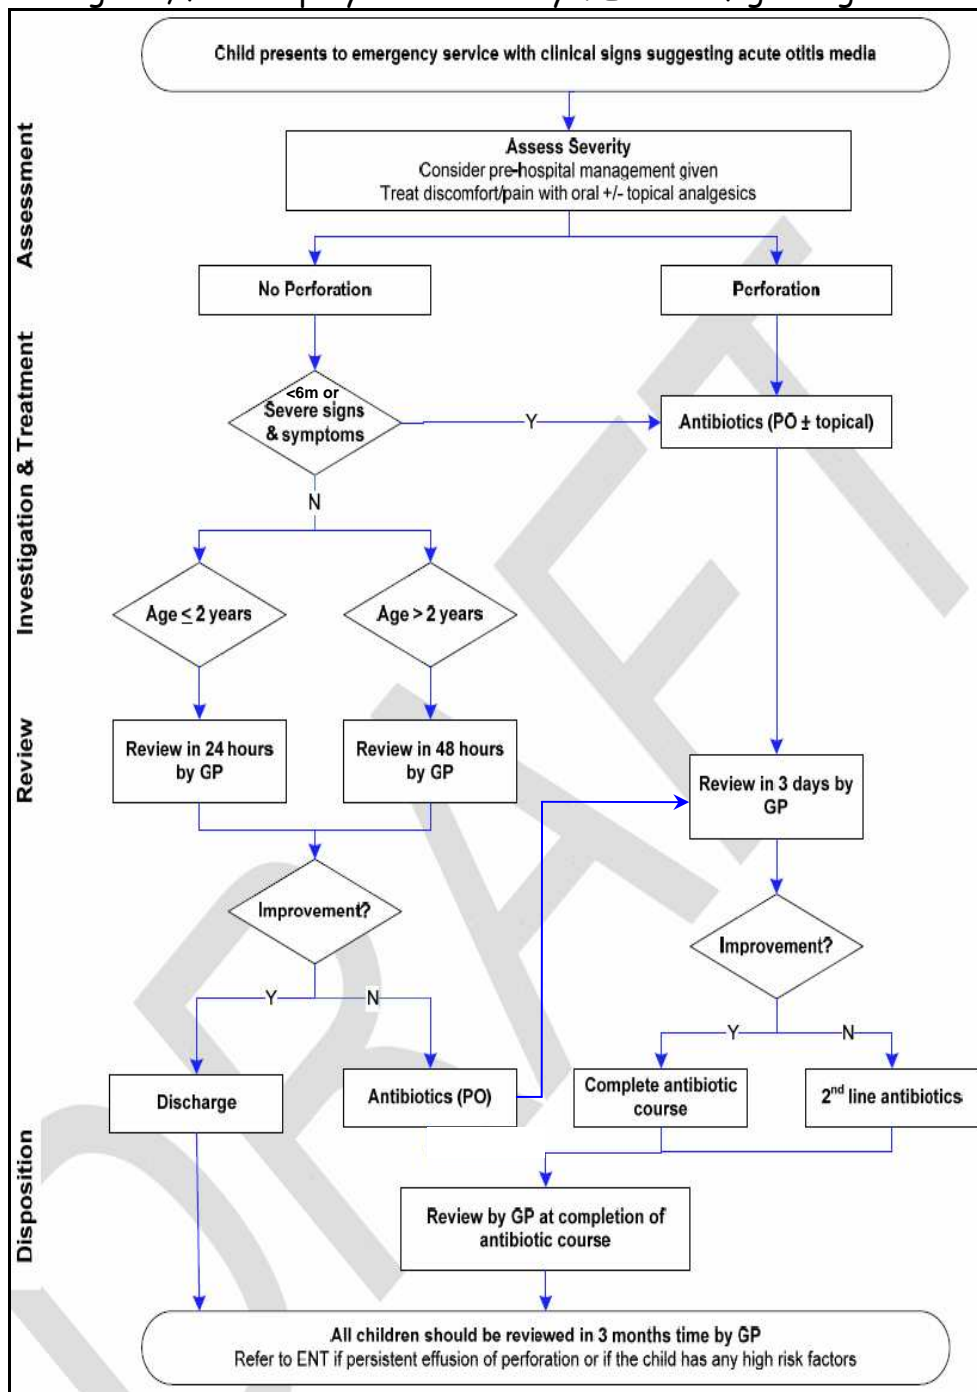 Child presents to emergency service with clinical signs suggesting acute otitis media
Assessment
Assess Severity
Consider pre-hospital management given
Treat discomfort/pain with oral +/- topical analgesics
No Perforation
Perforation
Investigation & Treatment
<6m or
Severe signs
& symptoms
Y
Antibiotics (PO ± topical)
N
Age ≤ 2 years
Age > 2 years
Review
Review in 24 hours
by GP
Review in 48 hours
by GP
Review in 3 days by
GP
Improvement?
Improvement?
Y
N
Y
N
Discharge
Antibiotics (PO)
Complete antibiotic
course
2nd line antibiotics
Disposition
Review by GP at completion of
antibiotic course
All children should be reviewed in 3 months time by GP
Refer to ENT if persistent effusion of perforation or if the child has any high risk factors
DRAFT